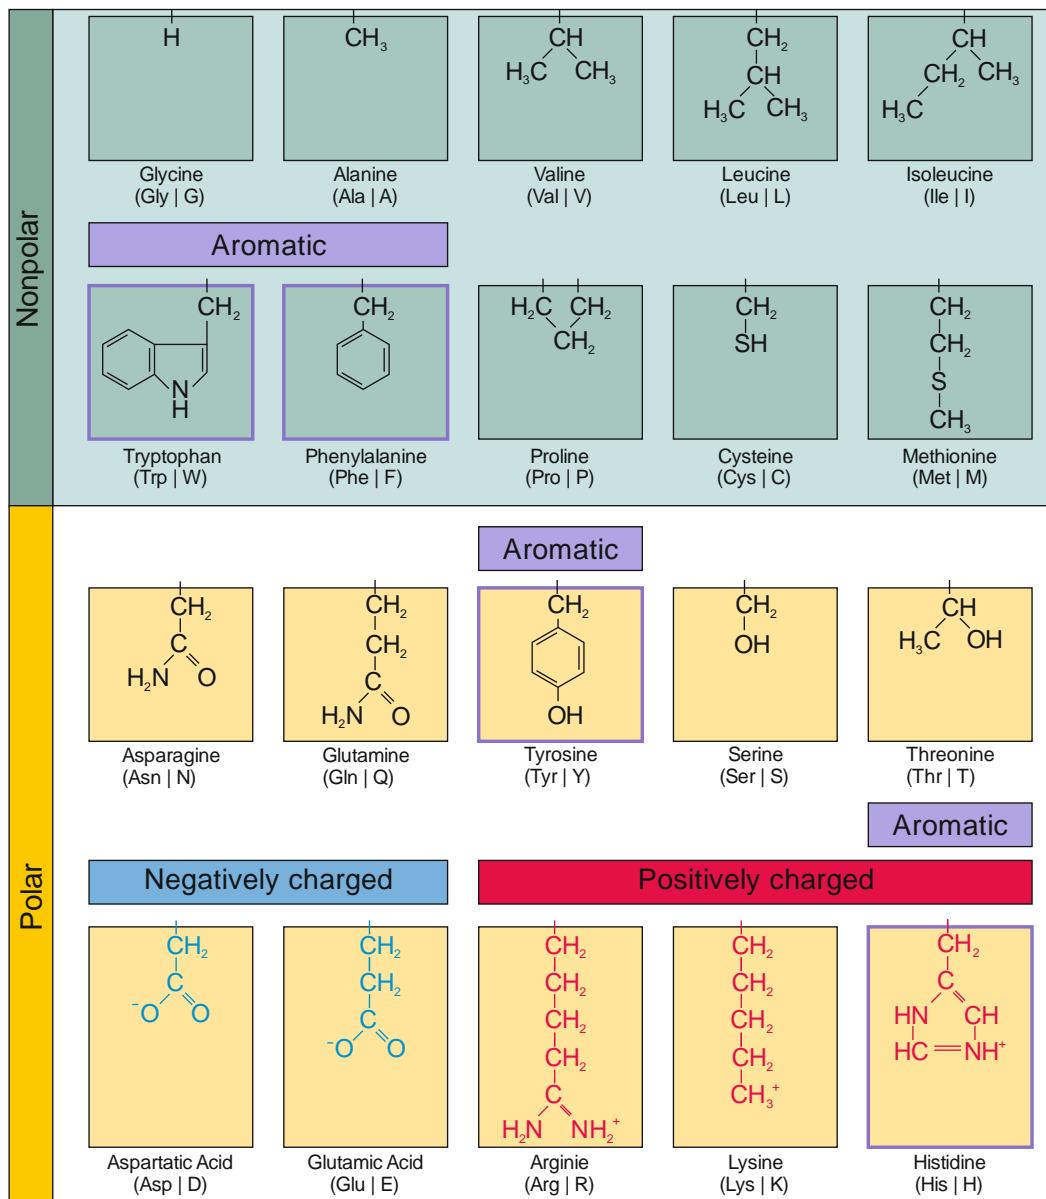 Nonpolar
H
CH3
CH
H3C CH3
CH2
CH
H3C CH3
CH
CH2 CH3
H3C
Glycine
(Gly | G)
Alanine
(Ala | A)
Valine
(Val | V)
Leucine
(Leu | L)
Isoleucine
(Ile | I)
Aromatic
CH2
N
H
CH2
H2C CH2
CH2
CH2
SH
CH2
CH2
S
CH3
Tryptophan
(Trp | W)
Phenylalanine
(Phe | F)
Proline
(Pro | P)
Cysteine
(Cys | C)
Methionine
(Met | M)
Polar
Aromatic
CH2
C
H2N O
CH2
CH2
C
H2N O
CH2
OH
CH2
OH
CH
H3C OH
Asparagine
(Asn | N)
Glutamine
(Gln | Q)
Tyrosine
(Tyr | Y)
Serine
(Ser | S)
Threonine
(Thr | T)
Aromatic
Negatively charged
Positively charged
CH2
C
-O O
CH2
CH2
C
-O O
CH2
CH2
CH2
CH2
C
H2N NH2+
CH2
CH2
CH2
CH2
CH3+
CH2
C
HN CH
HC NH+
Aspartatic Acid
(Asp | D)
Glutamic Acid
(Glu | E)
Arginie
(Arg | R)
Lysine
(Lys | K)
Histidine
(His | H)